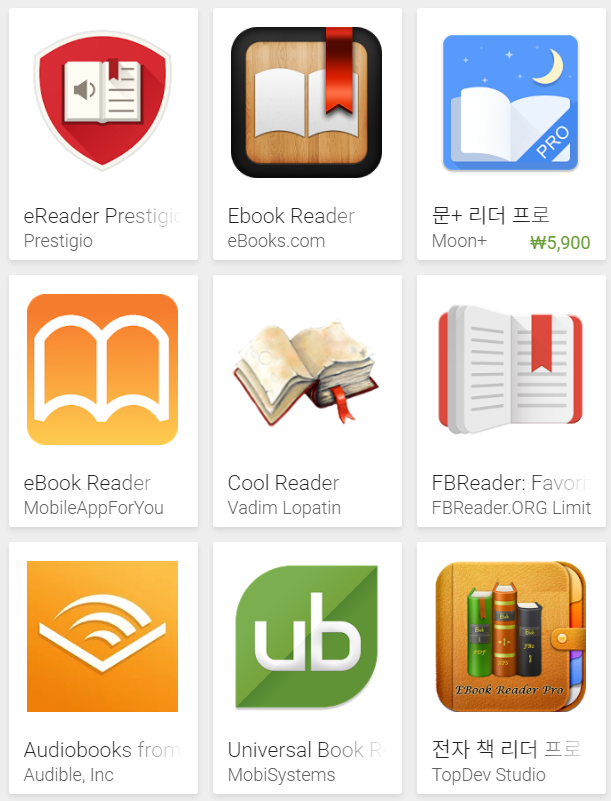 PRO
eReader Prestigio
Prestigio
Ebook Reader
eBooks.com
문+ 리더 프로
Moon+
₩5,900
eBook Reader
MobileAppForYou
Cool Reader
Vadim Lopatin
FBReader: Favori
FBReader.ORG Limit
ub
EBook Reader Pro
Audiobooks from
Audible, Inc
Universal Book R
MobiSystems
전자 책 리더 프로
TopDev Studio